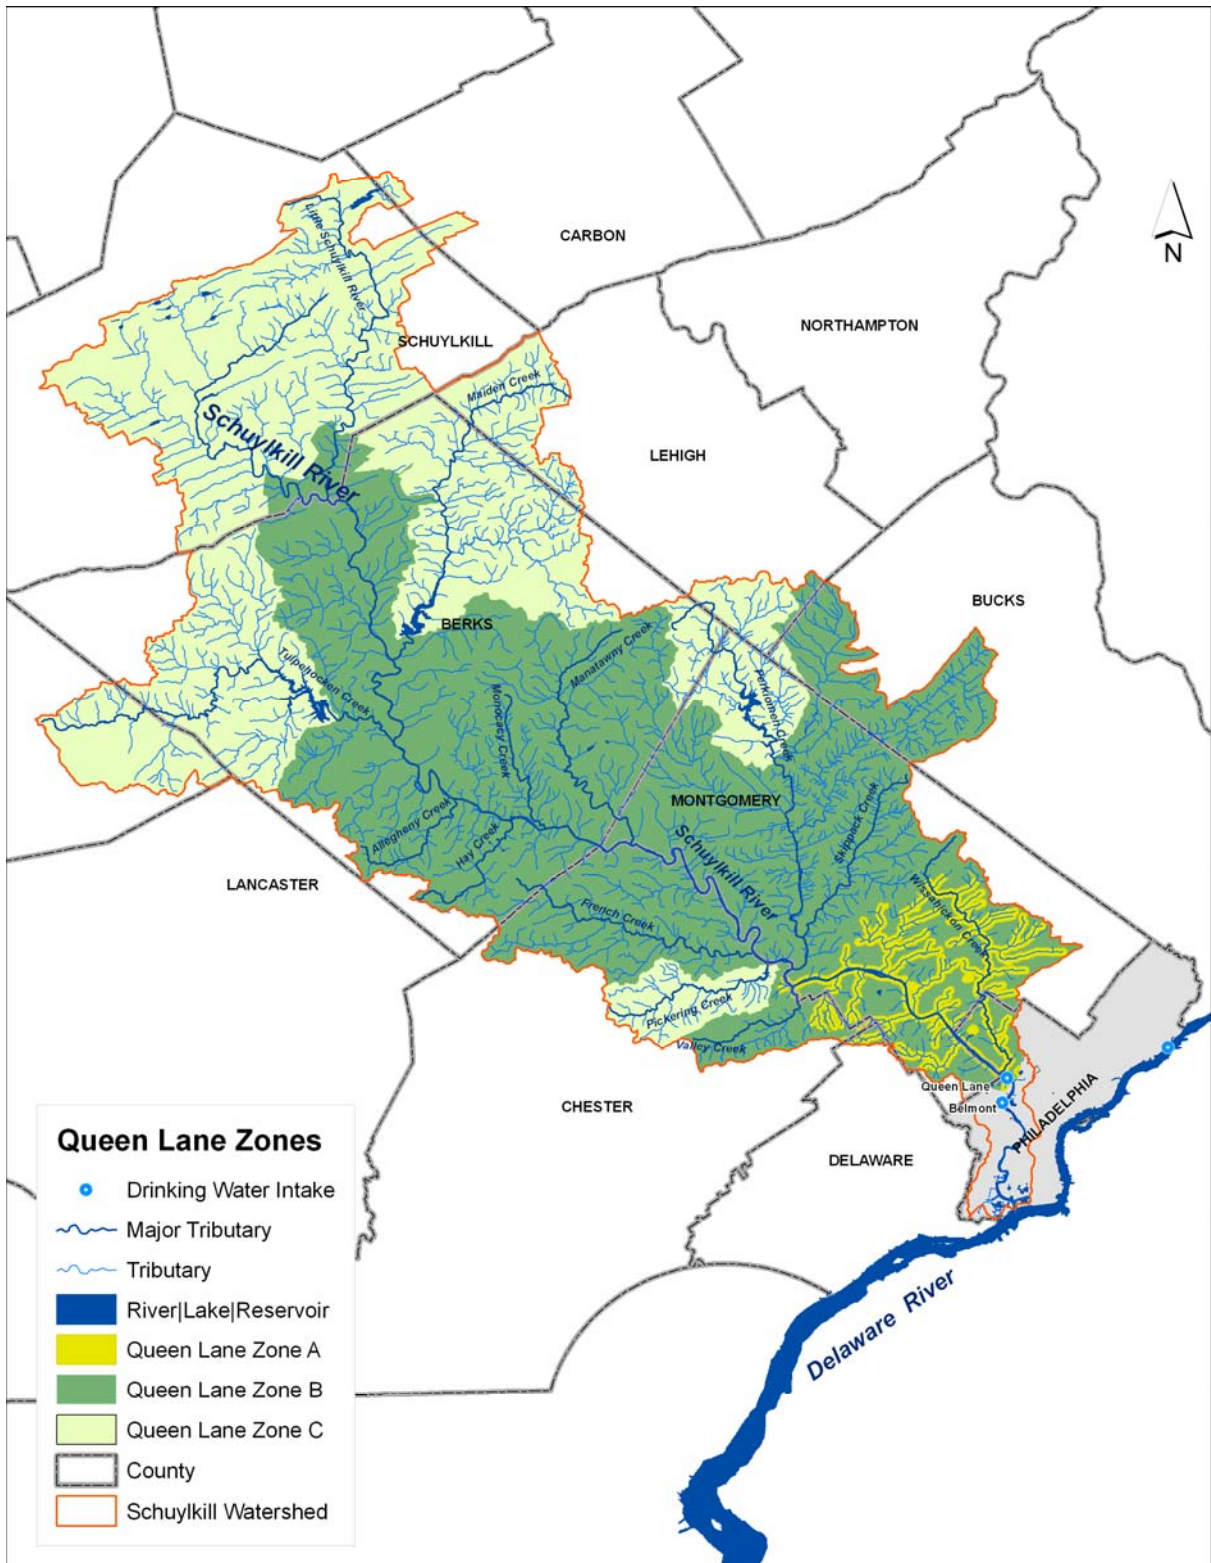 CARBON
N
Little Schuylkill River
NORTHAMPTON
SCHUYLKILL
Maiden Creek
Schuylkill River
LEHIGH
BUCKS
BERKS
Manatawny Creek
Tulpehocken Creek
Perkiomen Creek
Monocacy Creek
MONTGOMERY
Allegheny Creek
Hay Creek
Skippack Creek
Schuylkill River
LANCASTER
French Creek
Wissahickon Creek
Pickering Creek
Valley Creek
Queen Lane
Belmont
PHILADELPHIA
CHESTER
DELAWARE
Delaware River
Queen Lane Zones
Drinking Water Intake
Major Tributary
Tributary
River|Lake|Reservoir
Queen Lane Zone A
Queen Lane Zone B
Queen Lane Zone C
County
Schuylkill Watershed